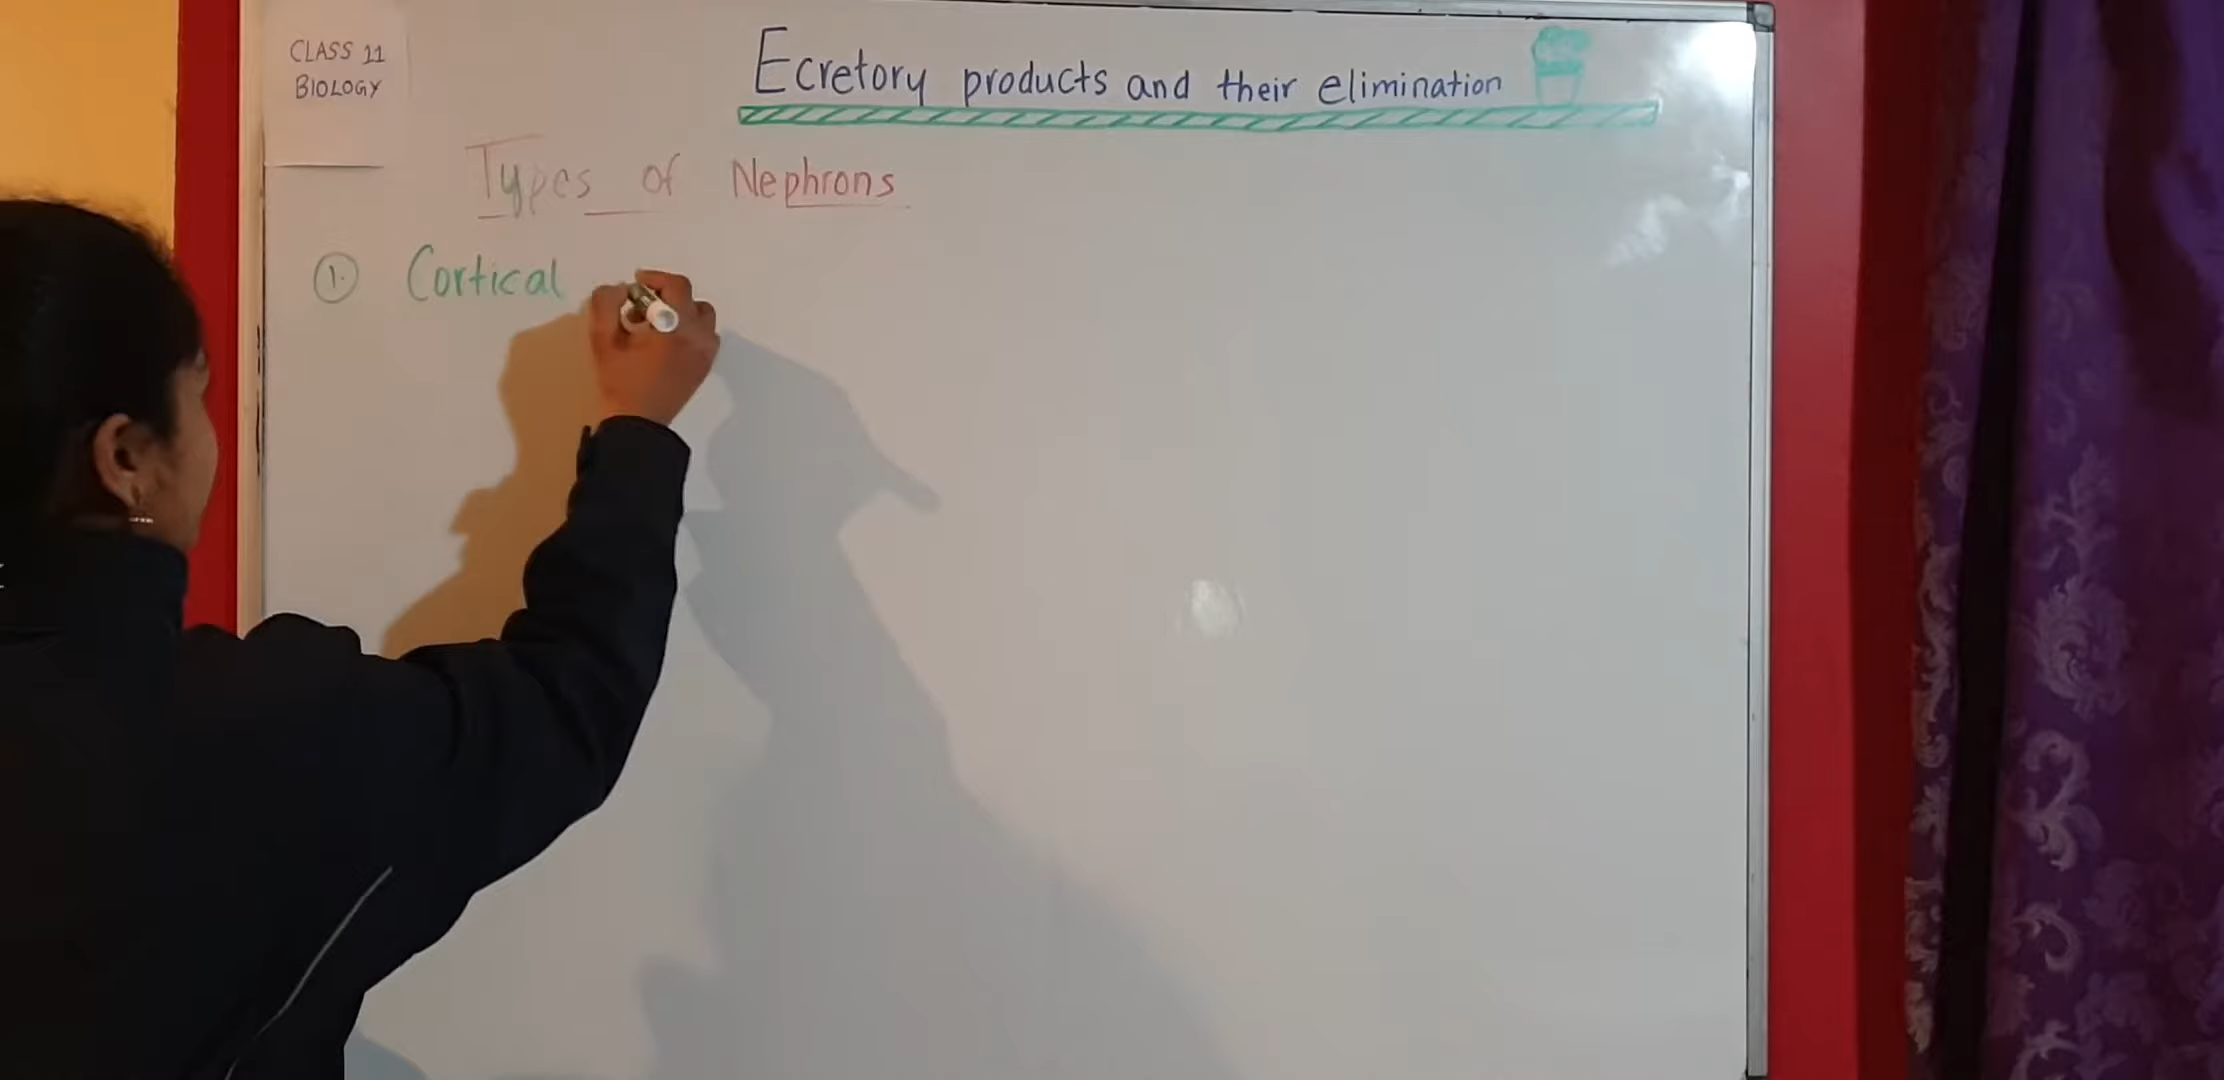 CLASS 11
BIOLOGY
Ecretory products and their elimination
Types of Nephrons
1. Cortical